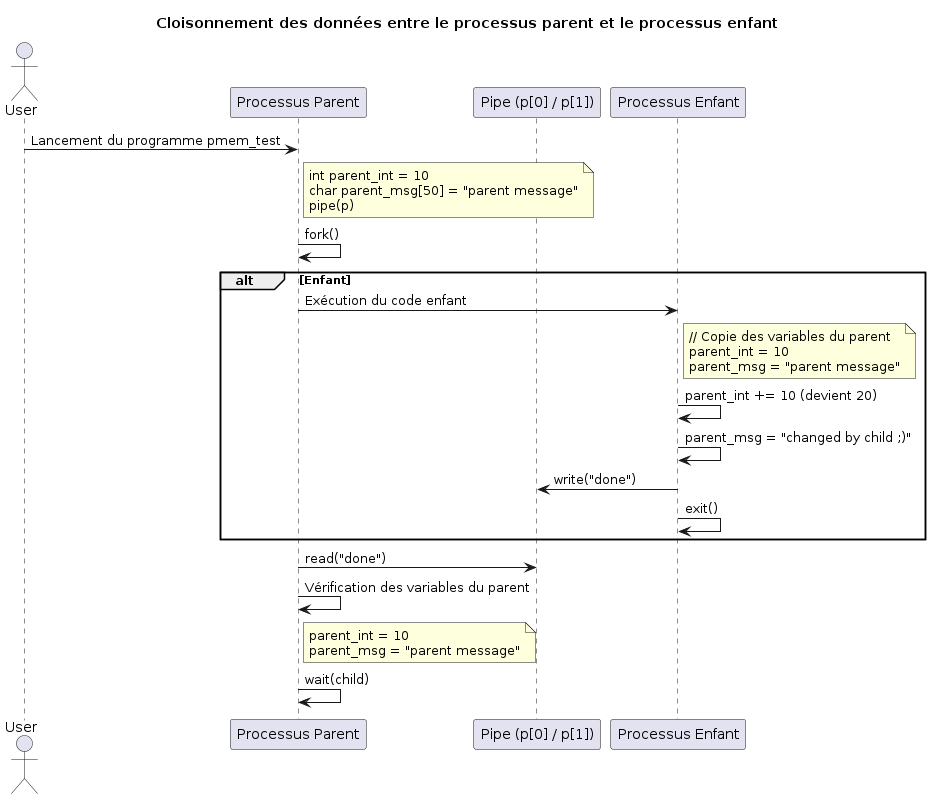 Cloisonnement des données entre le processus parent et le processus enfant
User
Processus Parent
Pipe (p[0] / p[1])
Processus Enfant
Lancement du programme pmem_test
int parent_int = 10
char parent_msg[50] = "parent message"
pipe(p)
fork()
alt
[Enfant]
Exécution du code enfant
// Copie des variables du parent
parent_int = 10
parent_msg = "parent message"
parent_int += 10 (devient 20)
parent_msg = "changed by child ;)"
write("done")
exit()
read("done")
Vérification des variables du parent
parent_int = 10
parent_msg = "parent message"
wait(child)
User
Processus Parent
Pipe (p[0] / p[1])
Processus Enfant